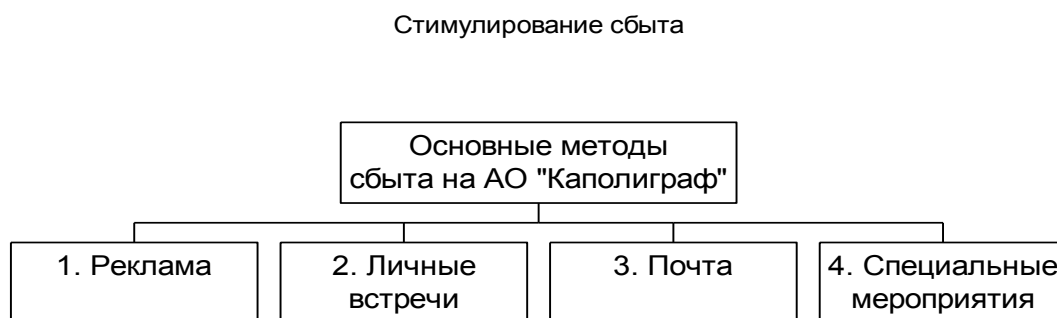 Стимулирование сбыта
Основные методы
сбыта на АО "Каполиграф"
1. Реклама
2. Личные
встречи
3. Почта
4. Специальные
мероприятия